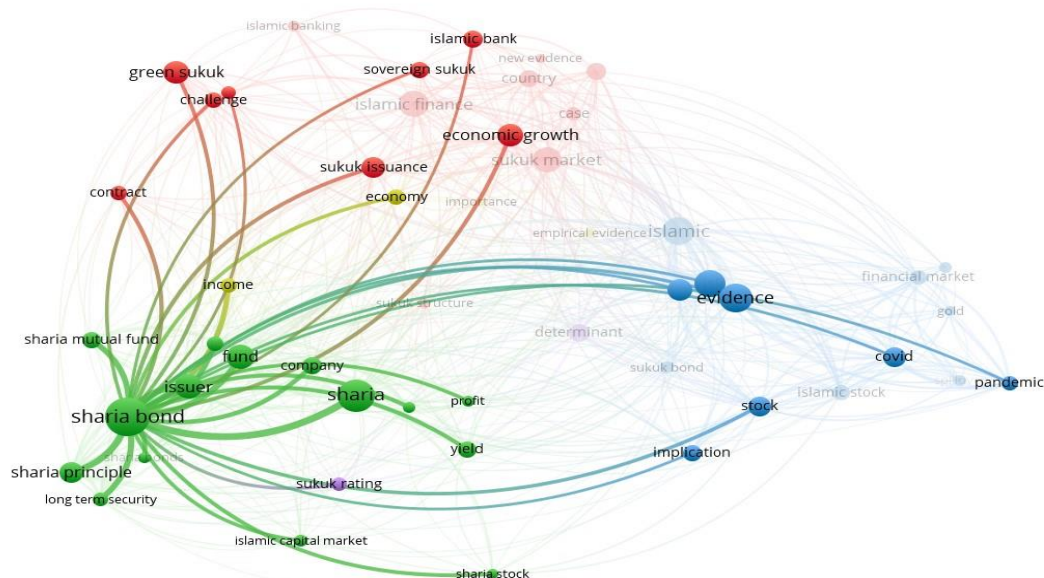 islamic banking
islamic bank
new evidence
green sukuk
sovereign sukuk
country
challenge
islamic finance
case
economic growth
sukuk issuance
sukuk market
contract
economy
importance
islamic
empirical evidence
income
financial market
evidence
sukuk structure
gold
sharia mutual fund
determinant
fund
company
covid
sukuk bond
pandemic
issuer
islamic stock
sharia
profit
stock
sharia bond
yield
implication
sharia bonds
sharia principle
sukuk rating
long term security
islamic capital market
sharia stock